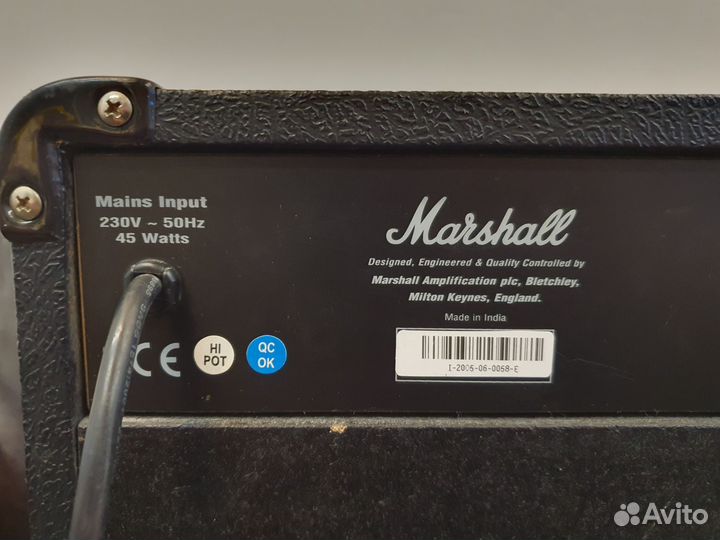 Mains Input
230V ~ 50Hz
45 Watts
Marshall
Designed, Engineered & Quality Controlled by
Marshall Amplification plc, Bletchley,
Milton Keynes, England.
Made in India
I-2005-06-0068-E
CE
HI
POT
QC
OK
Avito